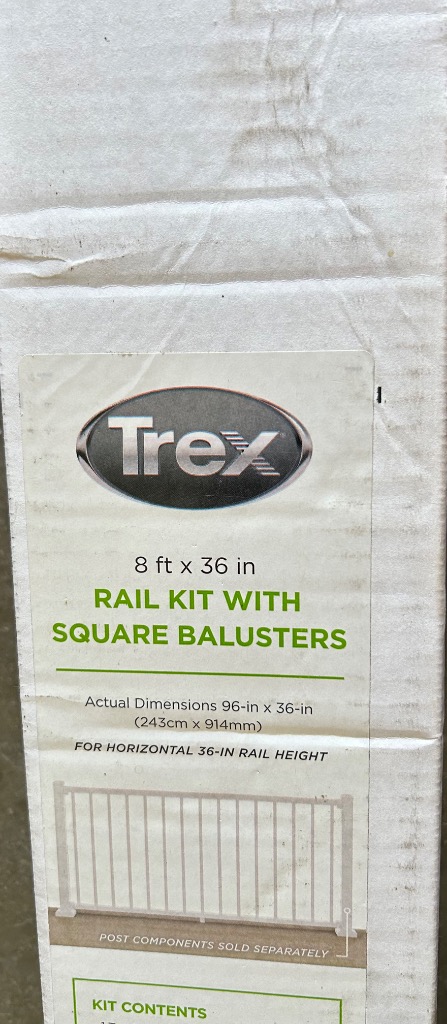 Trex
8 ft x 36 in
RAIL KIT WITH
SQUARE BALUSTERS
Actual Dimensions 96-in x 36-in
(243cm x 914mm)
FOR HORIZONTAL 36-IN RAIL HEIGHT
POST COMPONENTS SOLD SEPARATELY
KIT CONTENTS